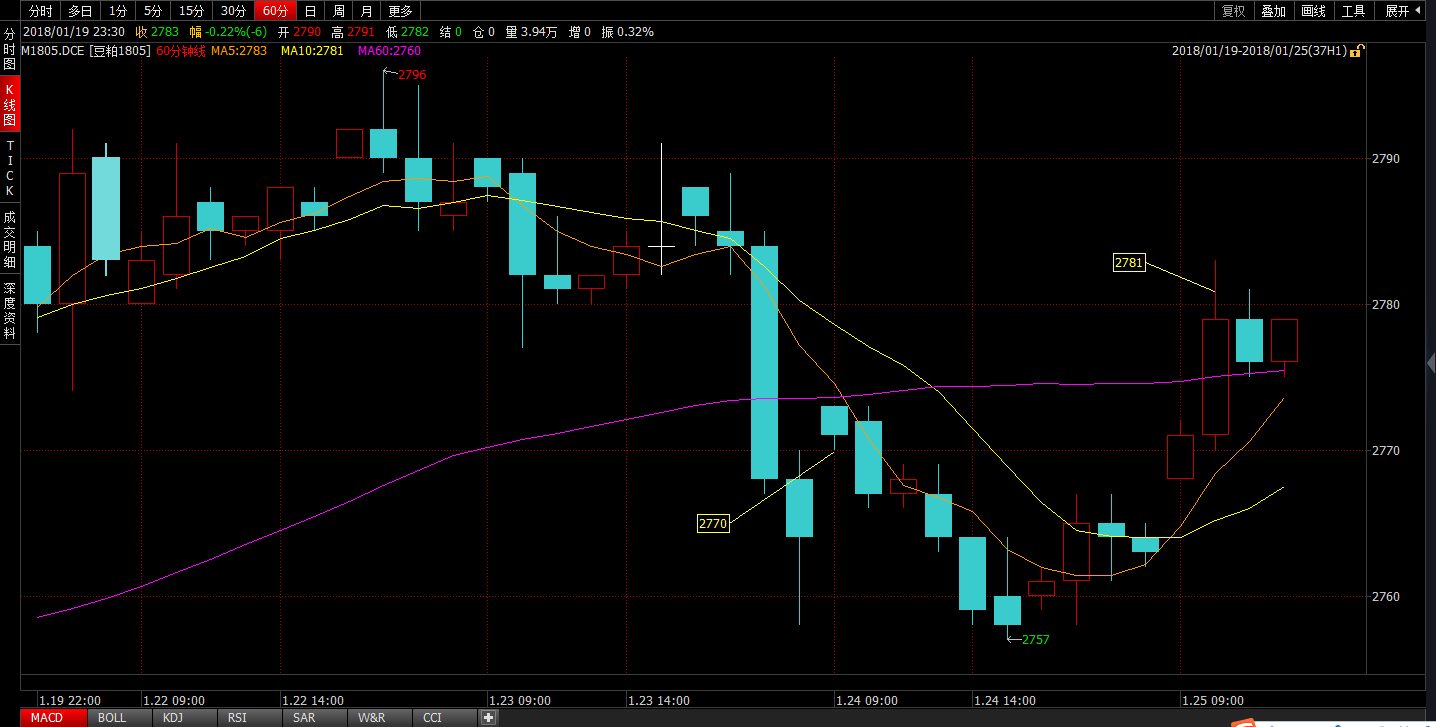 分时 多日 1分 5分 15分 30分 60分 日 周 月 更多 复权 叠加 画线 工具 展开
2018/01/19 23:30 收 2783 幅 -0.22%(-6) 开 2790 高 2791 低 2782 结 0 仓 0 量 3.94万 增 0 振 0.32%
M1805.DCE [豆粕1805] 60分钟线 MA5:2783 MA10:2781 MA60:2760 2018/01/19-2018/01/25(37H1)
分时图
K线图
TICK
成交明细
深度资料
2796
2790
2781
2780
2770
2770
2760
2757
1.19 22:00 1.22 09:00 1.22 14:00 1.23 09:00 1.23 14:00 1.24 09:00 1.24 14:00 1.25 09:00
MACD BOLL KDJ RSI SAR W&R CCI